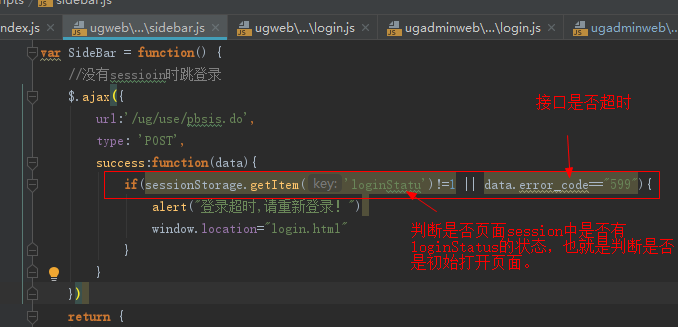 ripts sidebar.js
ndex.js ugweb\...\sidebar.js ugweb\...\login.js ugadminweb\...\login.js ugadminweb\...
var SideBar = function() {
//没有sessioin时跳登录
$.ajax({
接口是否超时
url:'/ug/use/pbsis.do',
type: 'POST',
success:function(data){
if(sessionStorage.getItem( key: 'loginStatu')!=1 || data.error_code=="599"){
alert("登录超时,请重新登录! ")
判断是否页面session中是否有
window.location="login.html"
loginStatus的状态，也就是判断是否
}
是初始打开页面。
}
})
return {